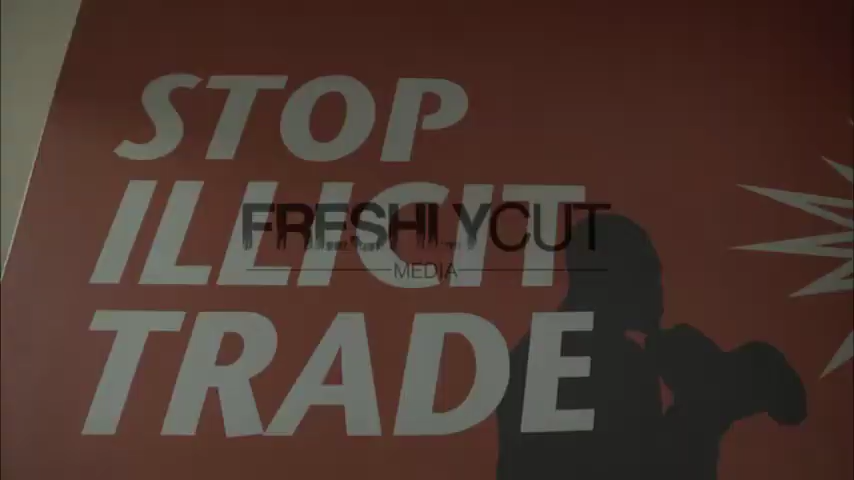 STOP
ILLICIT
FRESHLYCUT
MEDIA
TRADE